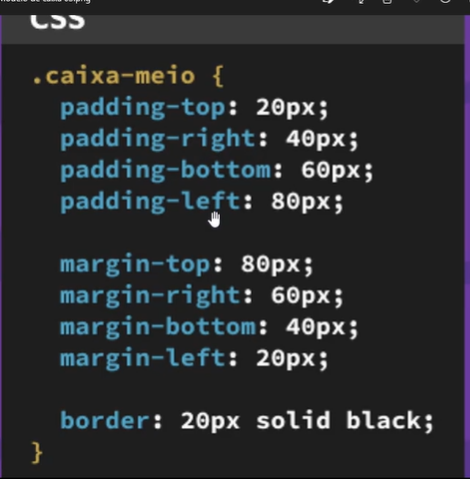 CSS
.caixa-meio {
padding-top: 20px;
padding-right: 40px;
padding-bottom: 60px;
padding-left: 80px;
margin-top: 80px;
margin-right: 60px;
margin-bottom: 40px;
margin-left: 20px;
border: 20px solid black;
}